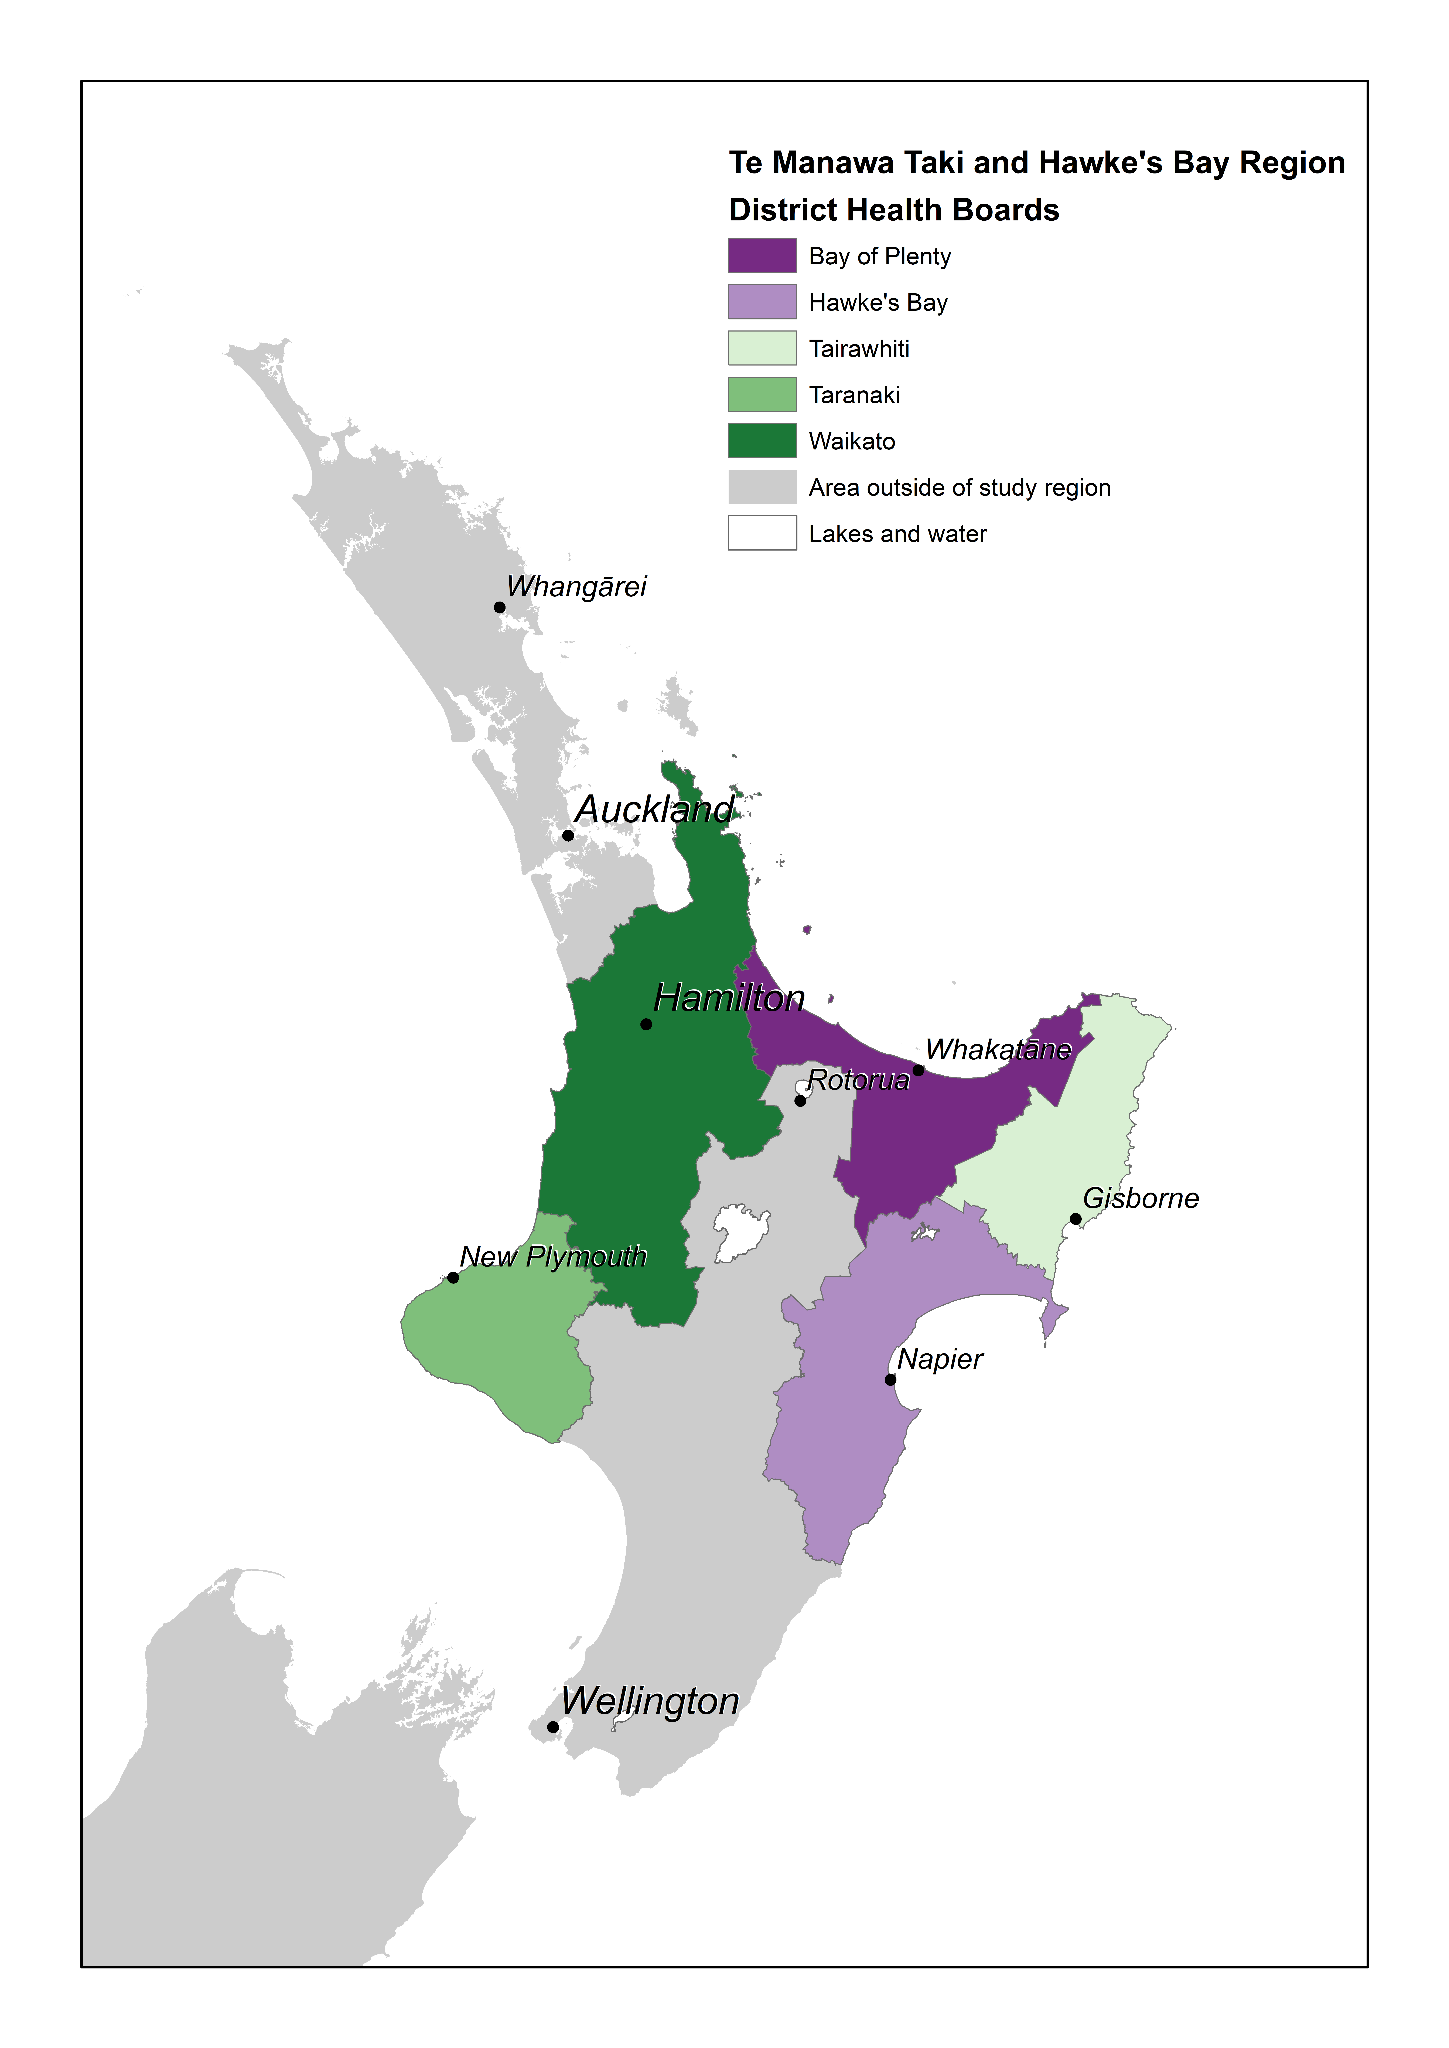 Te Manawa Taki and Hawke's Bay Region
District Health Boards
Bay of Plenty
Hawke's Bay
Tairawhiti
Taranaki
Waikato
Area outside of study region
Lakes and water
Whangārei
Auckland
Hamilton
Whakatāne
Rotorua
Gisborne
New Plymouth
Napier
Wellington